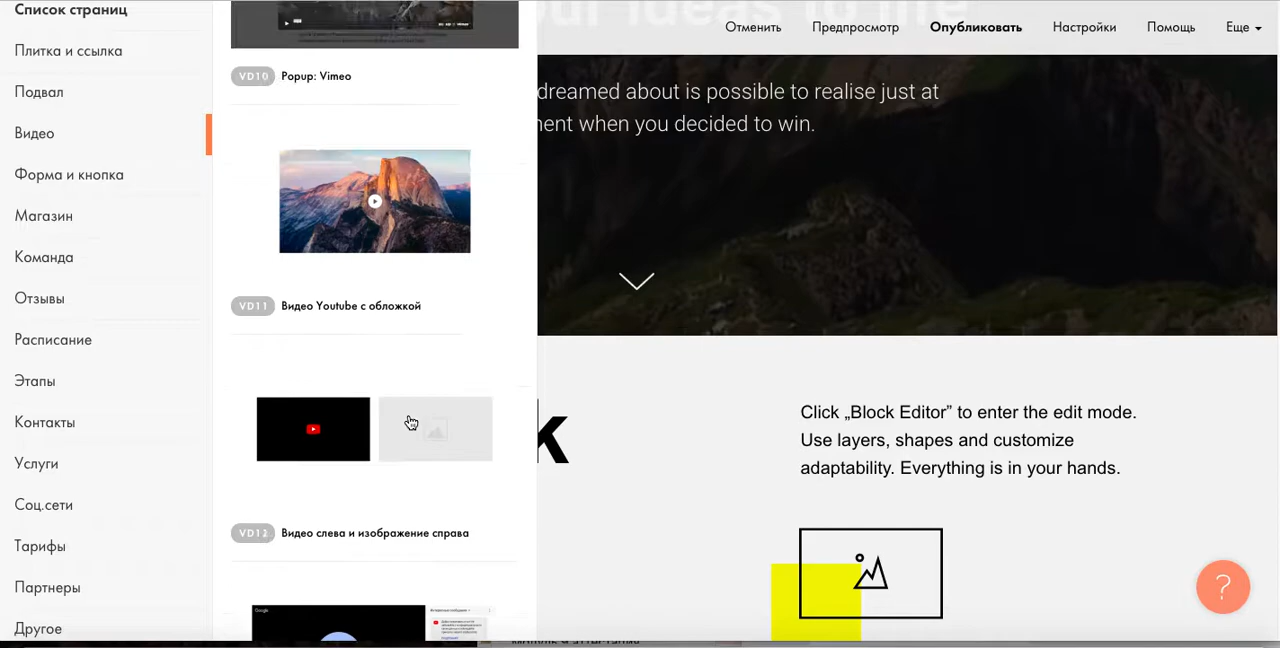 Список страниц
Плитка и ссылка
Подвал
Видео
Форма и кнопка
Магазин
Команда
Отзывы
Расписание
Этапы
Контакты
Услуги
Соц.сети
Тарифы
Партнеры
Другое
VD10 Popup: Vimeo
VD11 Видео Youtube с обложкой
VD12 Видео слева и изображение справа
Google
Отменить
Предпросмотр
Опубликовать
Настройки
Помощь
Еще
dreamed about is possible to realise just at
ment when you decided to win.
k
Click „Block Editor” to enter the edit mode.
Use layers, shapes and customize
adaptability. Everything is in your hands.
?